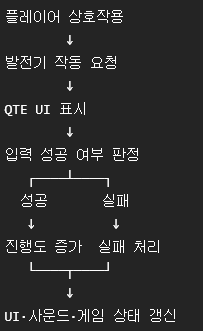 플레이어 상호작용
발전기 작동 요청
QTE UI 표시
입력 성공 여부 판정
성공 실패
진행도 증가 실패 처리
UI·사운드·게임 상태 갱신